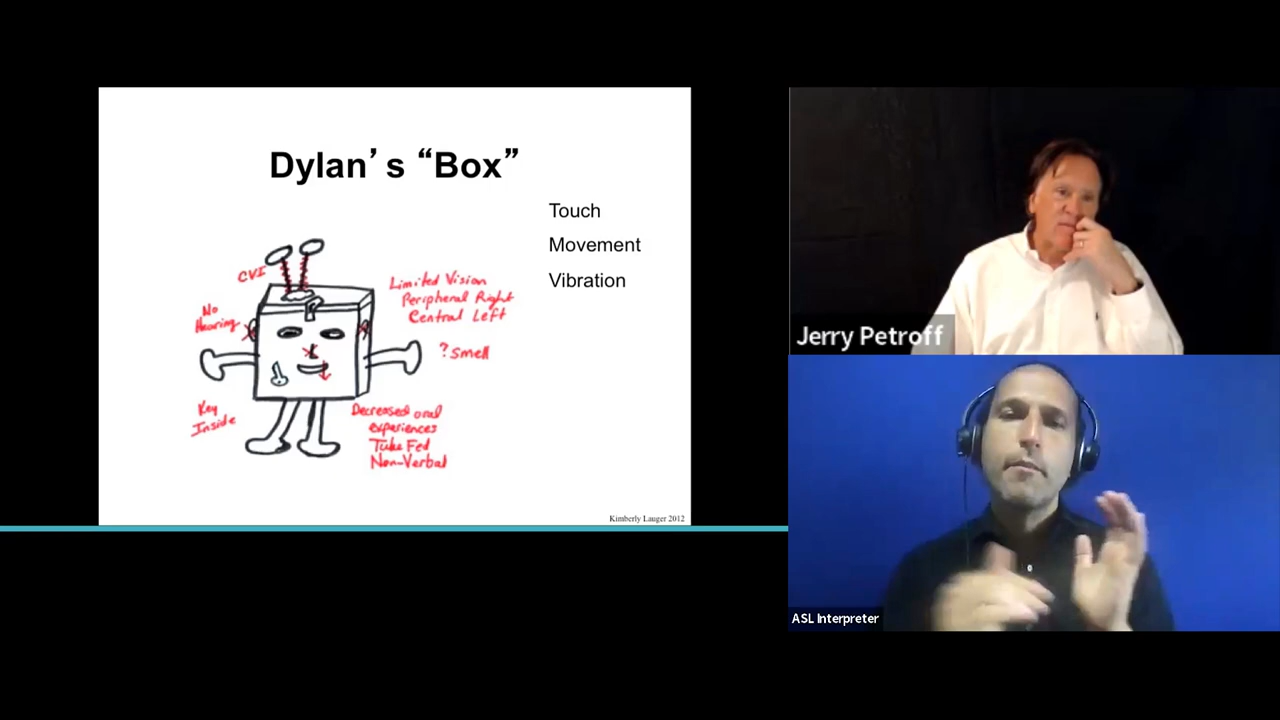 Dylan’s “Box”
Touch
Movement
Vibration
CVI
Limited Vision
Peripheral Right
Central Left
No
Hearing
? Smell
Key
Inside
Decreased oral
experiences
Tube Fed
Non-Verbal
Kimberly Lauger 2012
Jerry Petroff
ASL Interpreter